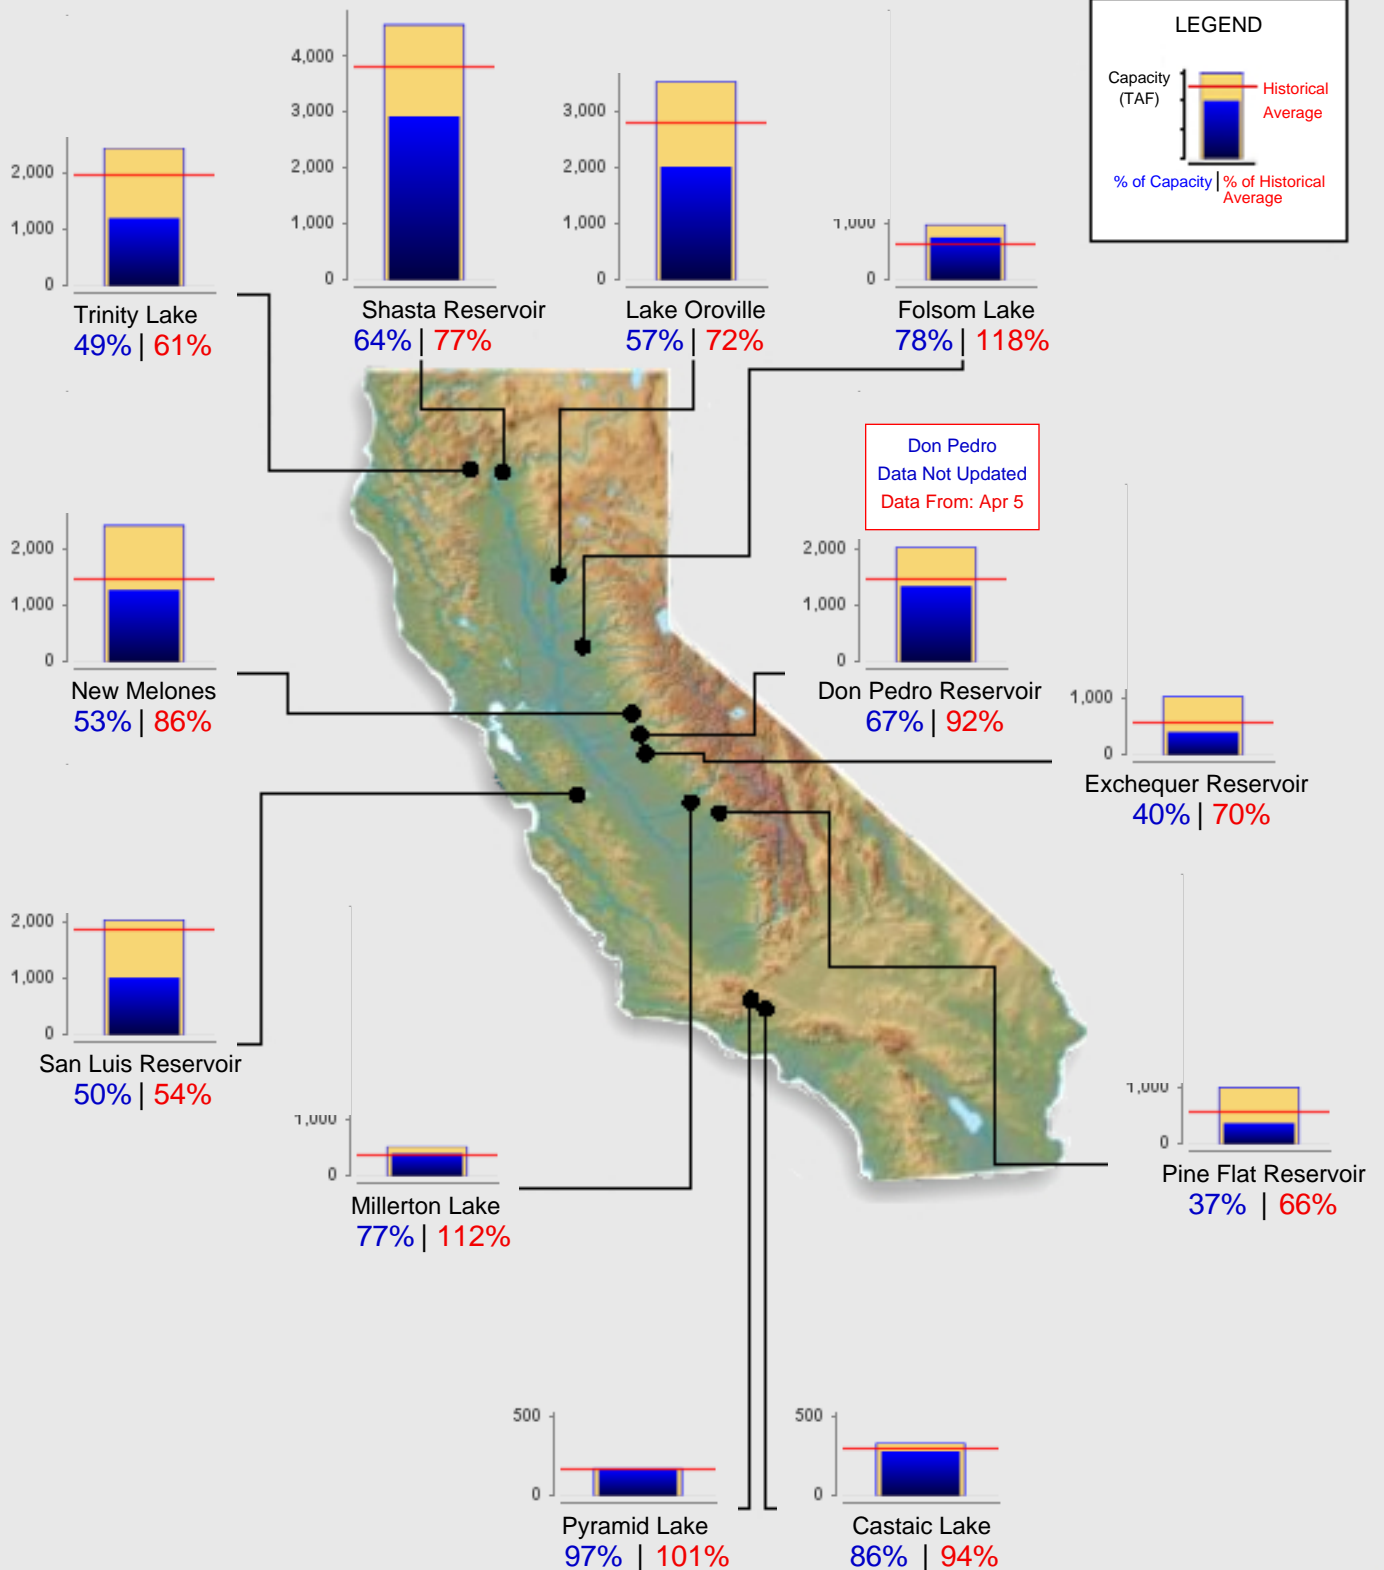 LEGEND
Capacity
(TAF)
Historical
Average
% of Capacity | % of Historical
Average
4,000
3,000
2,000
1,000
0
Shasta Reservoir
64% | 77%
3,000
2,000
1,000
0
Lake Oroville
57% | 72%
1,000
0
Folsom Lake
78% | 118%
2,000
1,000
0
Trinity Lake
49% | 61%
Don Pedro
Data Not Updated
Data From: Apr 5
2,000
1,000
0
New Melones
53% | 86%
2,000
1,000
0
Don Pedro Reservoir
67% | 92%
1,000
0
Exchequer Reservoir
40% | 70%
2,000
1,000
0
San Luis Reservoir
50% | 54%
1,000
0
Millerton Lake
77% | 112%
1,000
0
Pine Flat Reservoir
37% | 66%
500
0
Pyramid Lake
97% | 101%
500
0
Castaic Lake
86% | 94%